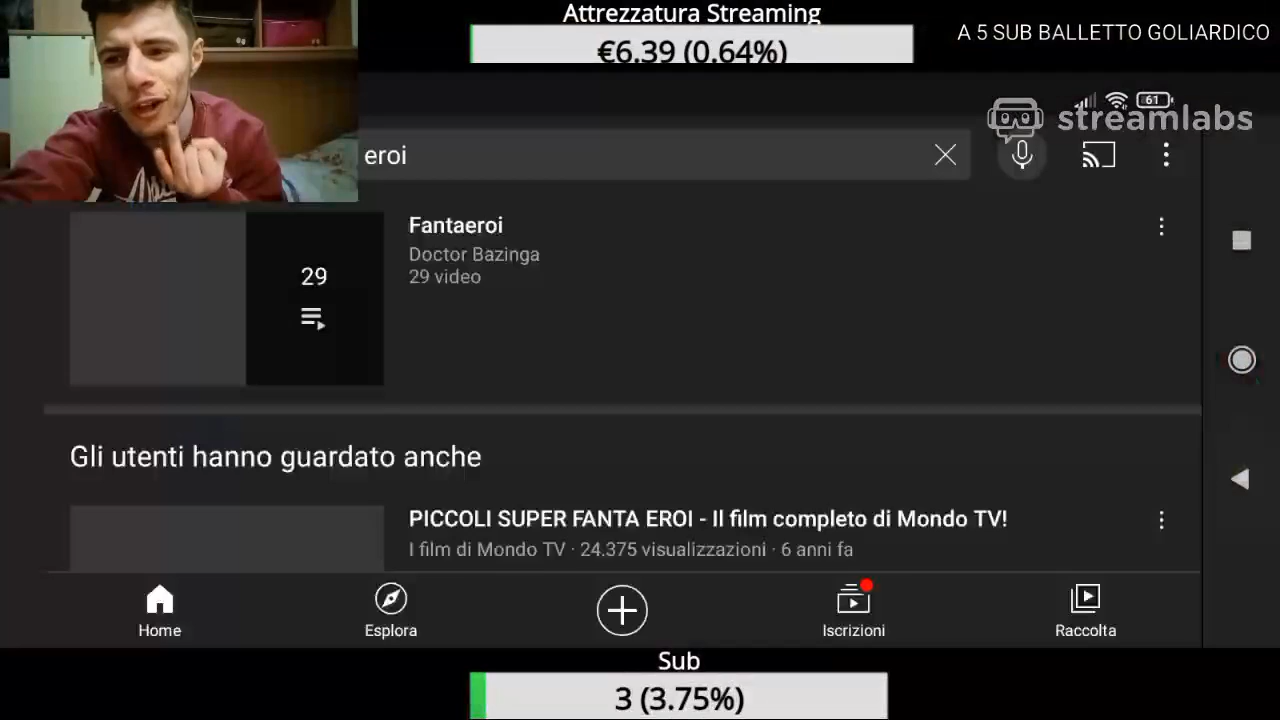 Attrezzatura Streaming
€6.39 (0.64%)
A 5 SUB BALLETTO GOLIARDICO
61
streamlabs
eroi
Fantaeroi
Doctor Bazinga
29 video
29
Gli utenti hanno guardato anche
PICCOLI SUPER FANTA EROI - Il film completo di Mondo TV!
I film di Mondo TV · 24.375 visualizzazioni · 6 anni fa
Home
Esplora
Iscrizioni
Raccolta
Sub
3 (3.75%)